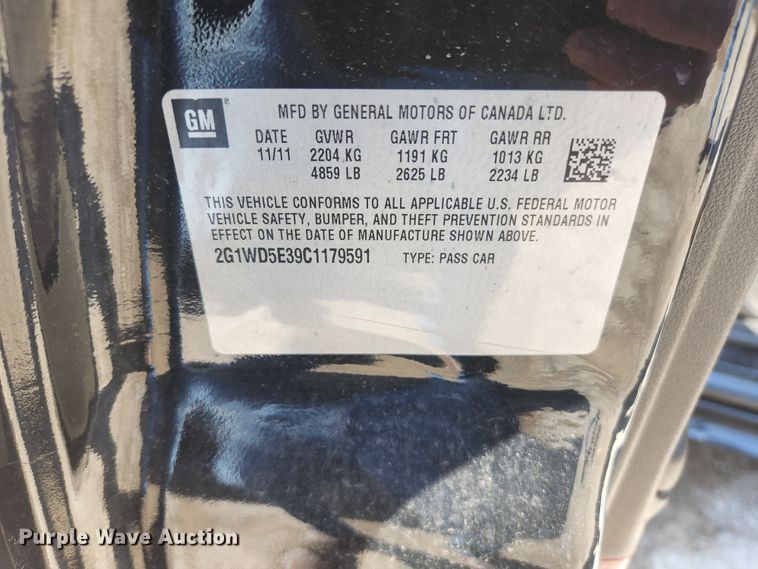 GM
MFD BY GENERAL MOTORS OF CANADA LTD.
DATE GVWR GAWR FRT GAWR RR
11/11 2204 KG 1191 KG 1013 KG
4859 LB 2625 LB 2234 LB
THIS VEHICLE CONFORMS TO ALL APPLICABLE U.S. FEDERAL MOTOR
VEHICLE SAFETY, BUMPER, AND THEFT PREVENTION STANDARDS IN
EFFECT ON THE DATE OF MANUFACTURE SHOWN ABOVE.
2G1WD5E39C1179591 TYPE: PASS CAR
Purple Wave Auction